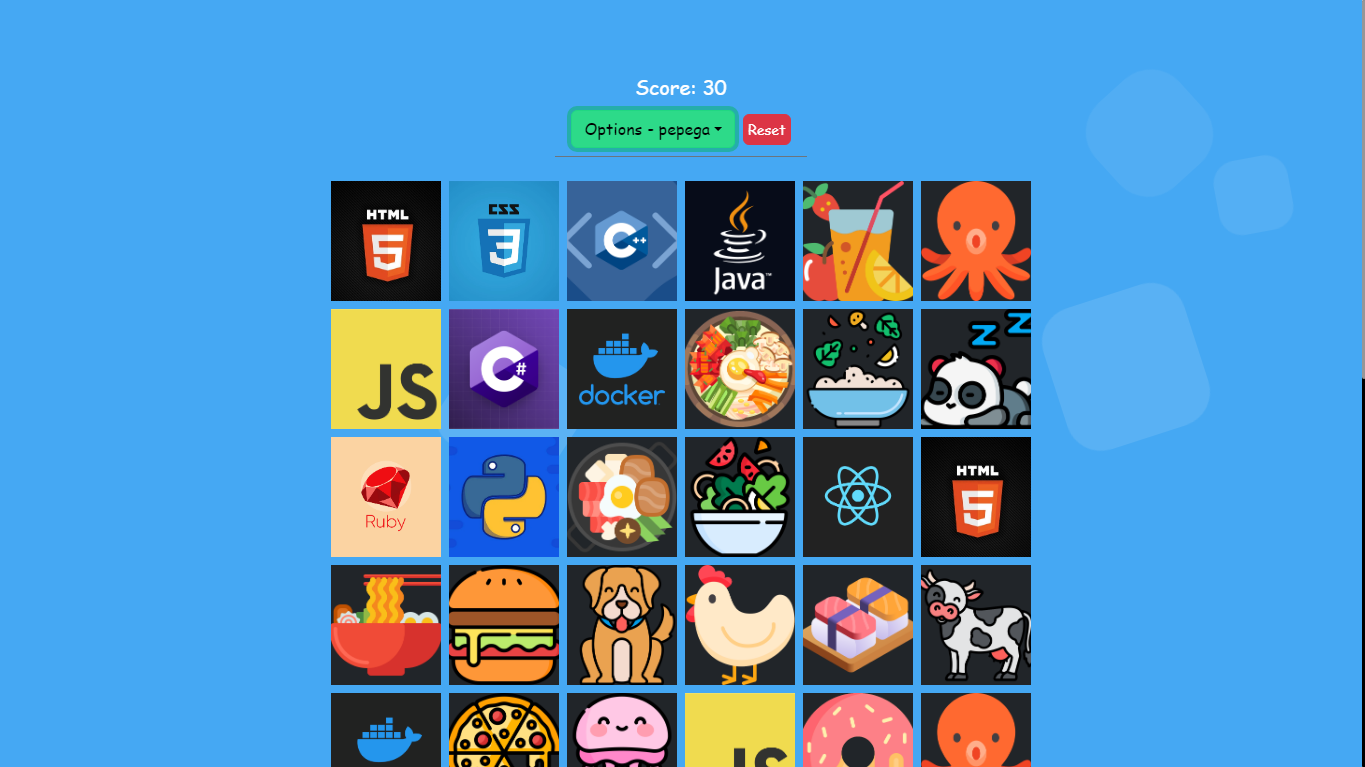 Score: 30
Options - pepega
Reset
HTML
5
CSS
3
C++
Java™
JS
C#
docker
Z Z
Ruby
HTML
5
JS